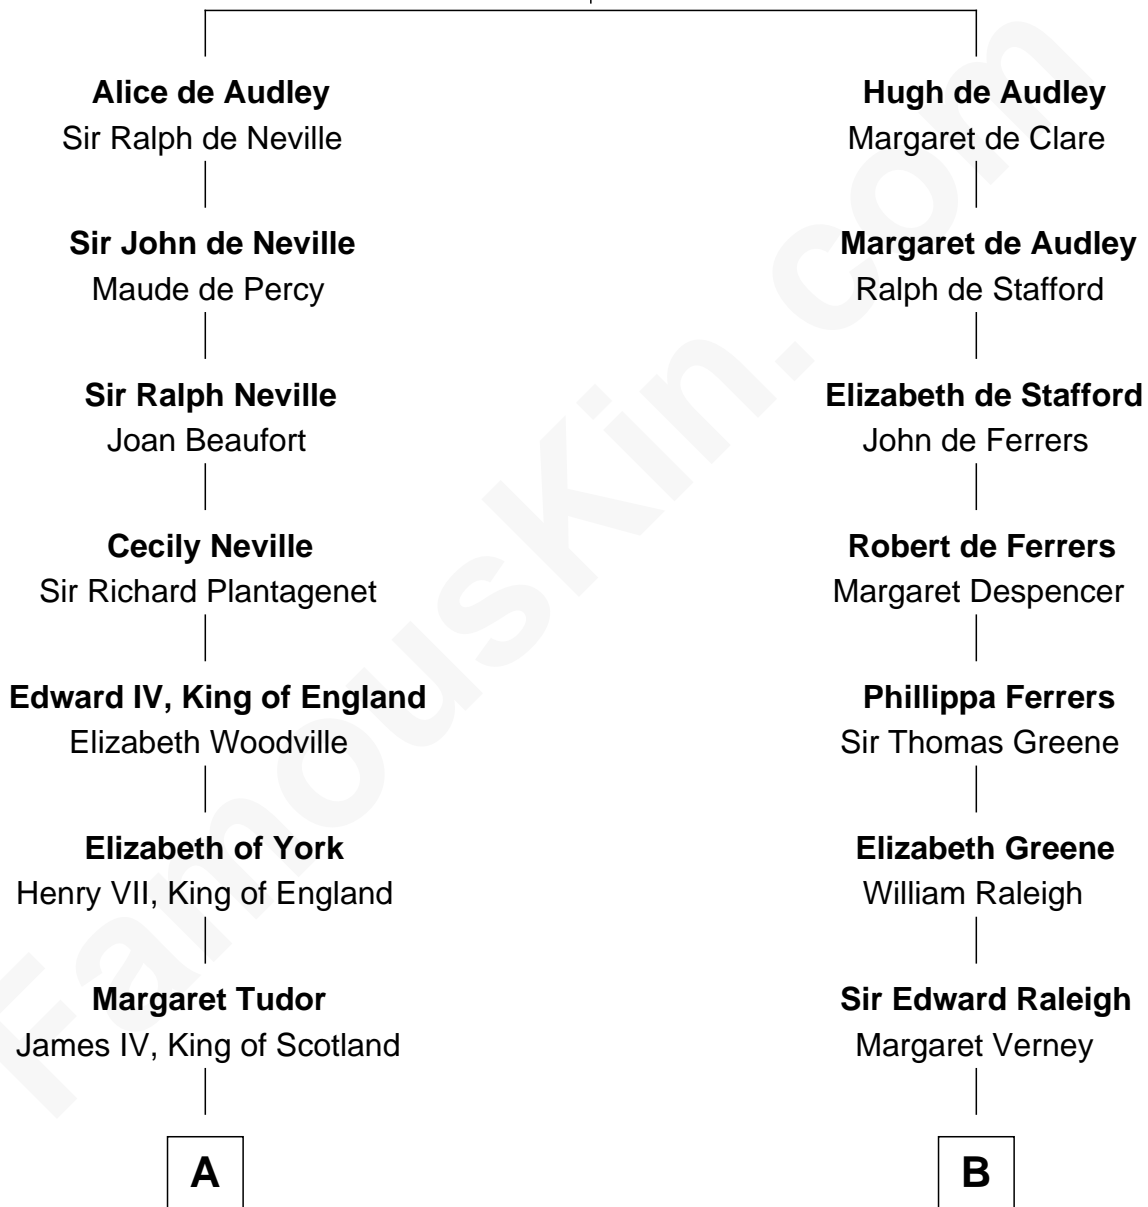 Alice de Audley
Sir Ralph de Neville
Sir John de Neville
Maude de Percy
Sir Ralph Neville
Joan Beaufort
Cecily Neville
Sir Richard Plantagenet
Edward IV, King of England
Elizabeth Woodville
Elizabeth of York
Henry VII, King of England
Margaret Tudor
James IV, King of Scotland
A
Hugh de Audley
Margaret de Clare
Margaret de Audley
Ralph de Stafford
Elizabeth de Stafford
John de Ferrers
Robert de Ferrers
Margaret Despencer
Phillippa Ferrers
Sir Thomas Greene
Elizabeth Greene
William Raleigh
Sir Edward Raleigh
Margaret Verney
B
FamousKin.com